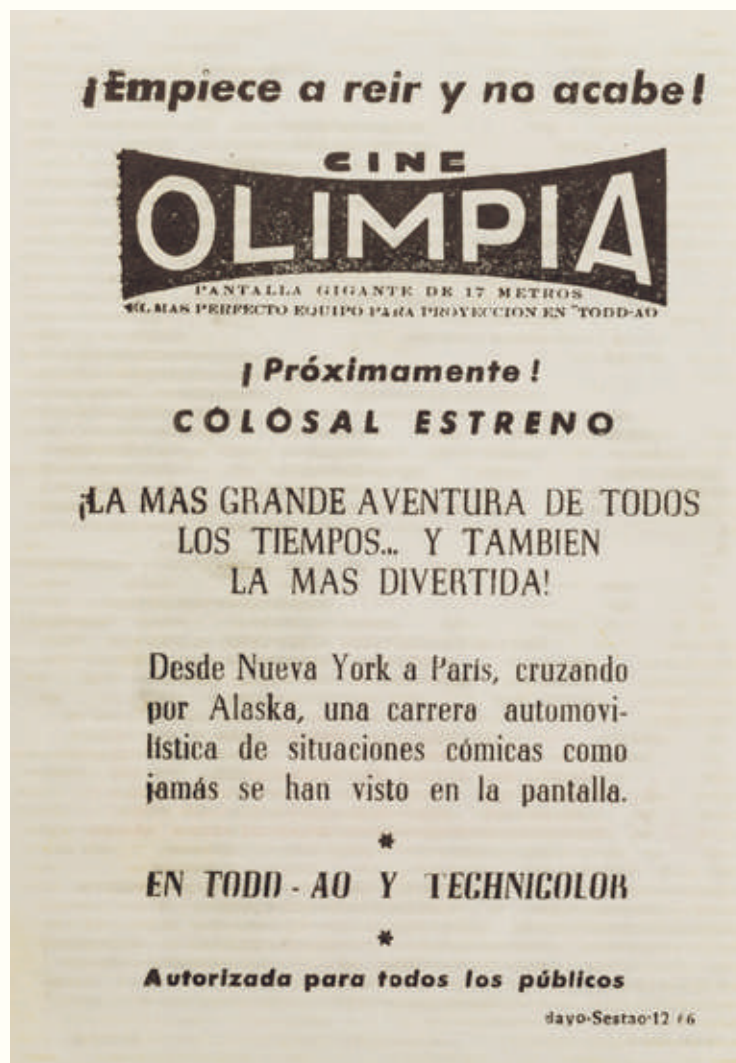 ¡Empiece a reir y no acabe!
CINE
OLIMPIA
PANTALLA GIGANTE DE 17 METROS
EL MAS PERFECTO EQUIPO PARA PROYECCION EN "TODD-AO
¡Próximamente!
COLOSAL ESTRENO
¡LA MAS GRANDE AVENTURA DE TODOS
LOS TIEMPOS... Y TAMBIEN
LA MAS DIVERTIDA!
Desde Nueva York a París, cruzando
por Alaska, una carrera automovi-
lística de situaciones cómicas como
jamás se han visto en la pantalla.
*
EN TODD-AO Y TECHNICOLOR
*
Autorizada para todos los públicos
Sestao-12